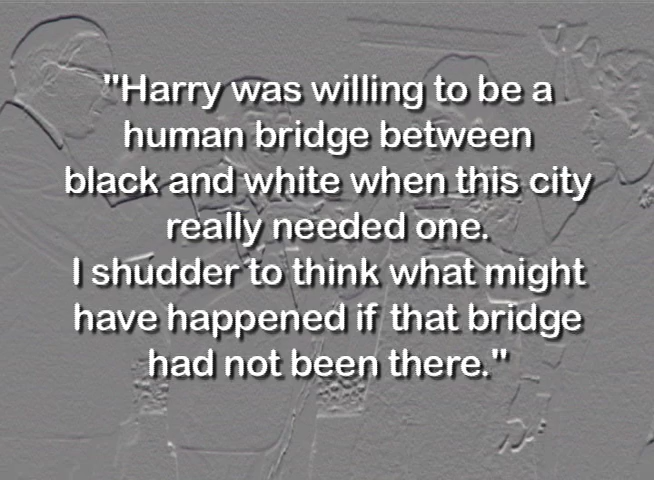 "Harry was willing to be a
human bridge between
black and white when this city
really needed one.
I shudder to think what might
have happened if that bridge
had not been there."